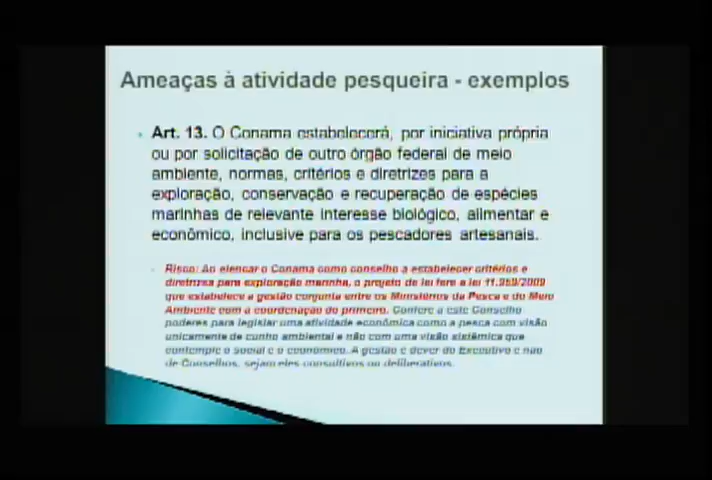 Ameaças à atividade pesqueira - exemplos
Art. 13. O Conama estabelecerá, por iniciativa própria
ou por solicitação de outro órgão federal de meio
ambiente, normas, critérios e diretrizes para a
exploração, conservação e recuperação de espécies
marinhas de relevante interesse biológico, alimentar e
econômico, inclusive para os pescadores artesanais.
Risco: Ao elencar o Conama como conselho a estabelecer critérios e
diretrizes para exploração marinha, o projeto de lei fere a lei 11.959/2009
que estabelece a gestão conjunta entre os Ministérios da Pesca e do Meio
Ambiente com a coordenação do primeiro. Confere a este Conselho
poderes para legislar uma atividade econômica como a pesca com visão
unicamente de cunho ambiental e não com uma visão sistêmica que
contemple o social e o econômico. A gestão é dever do Executivo e não
de Conselhos, sejam eles consultivos ou deliberativos.